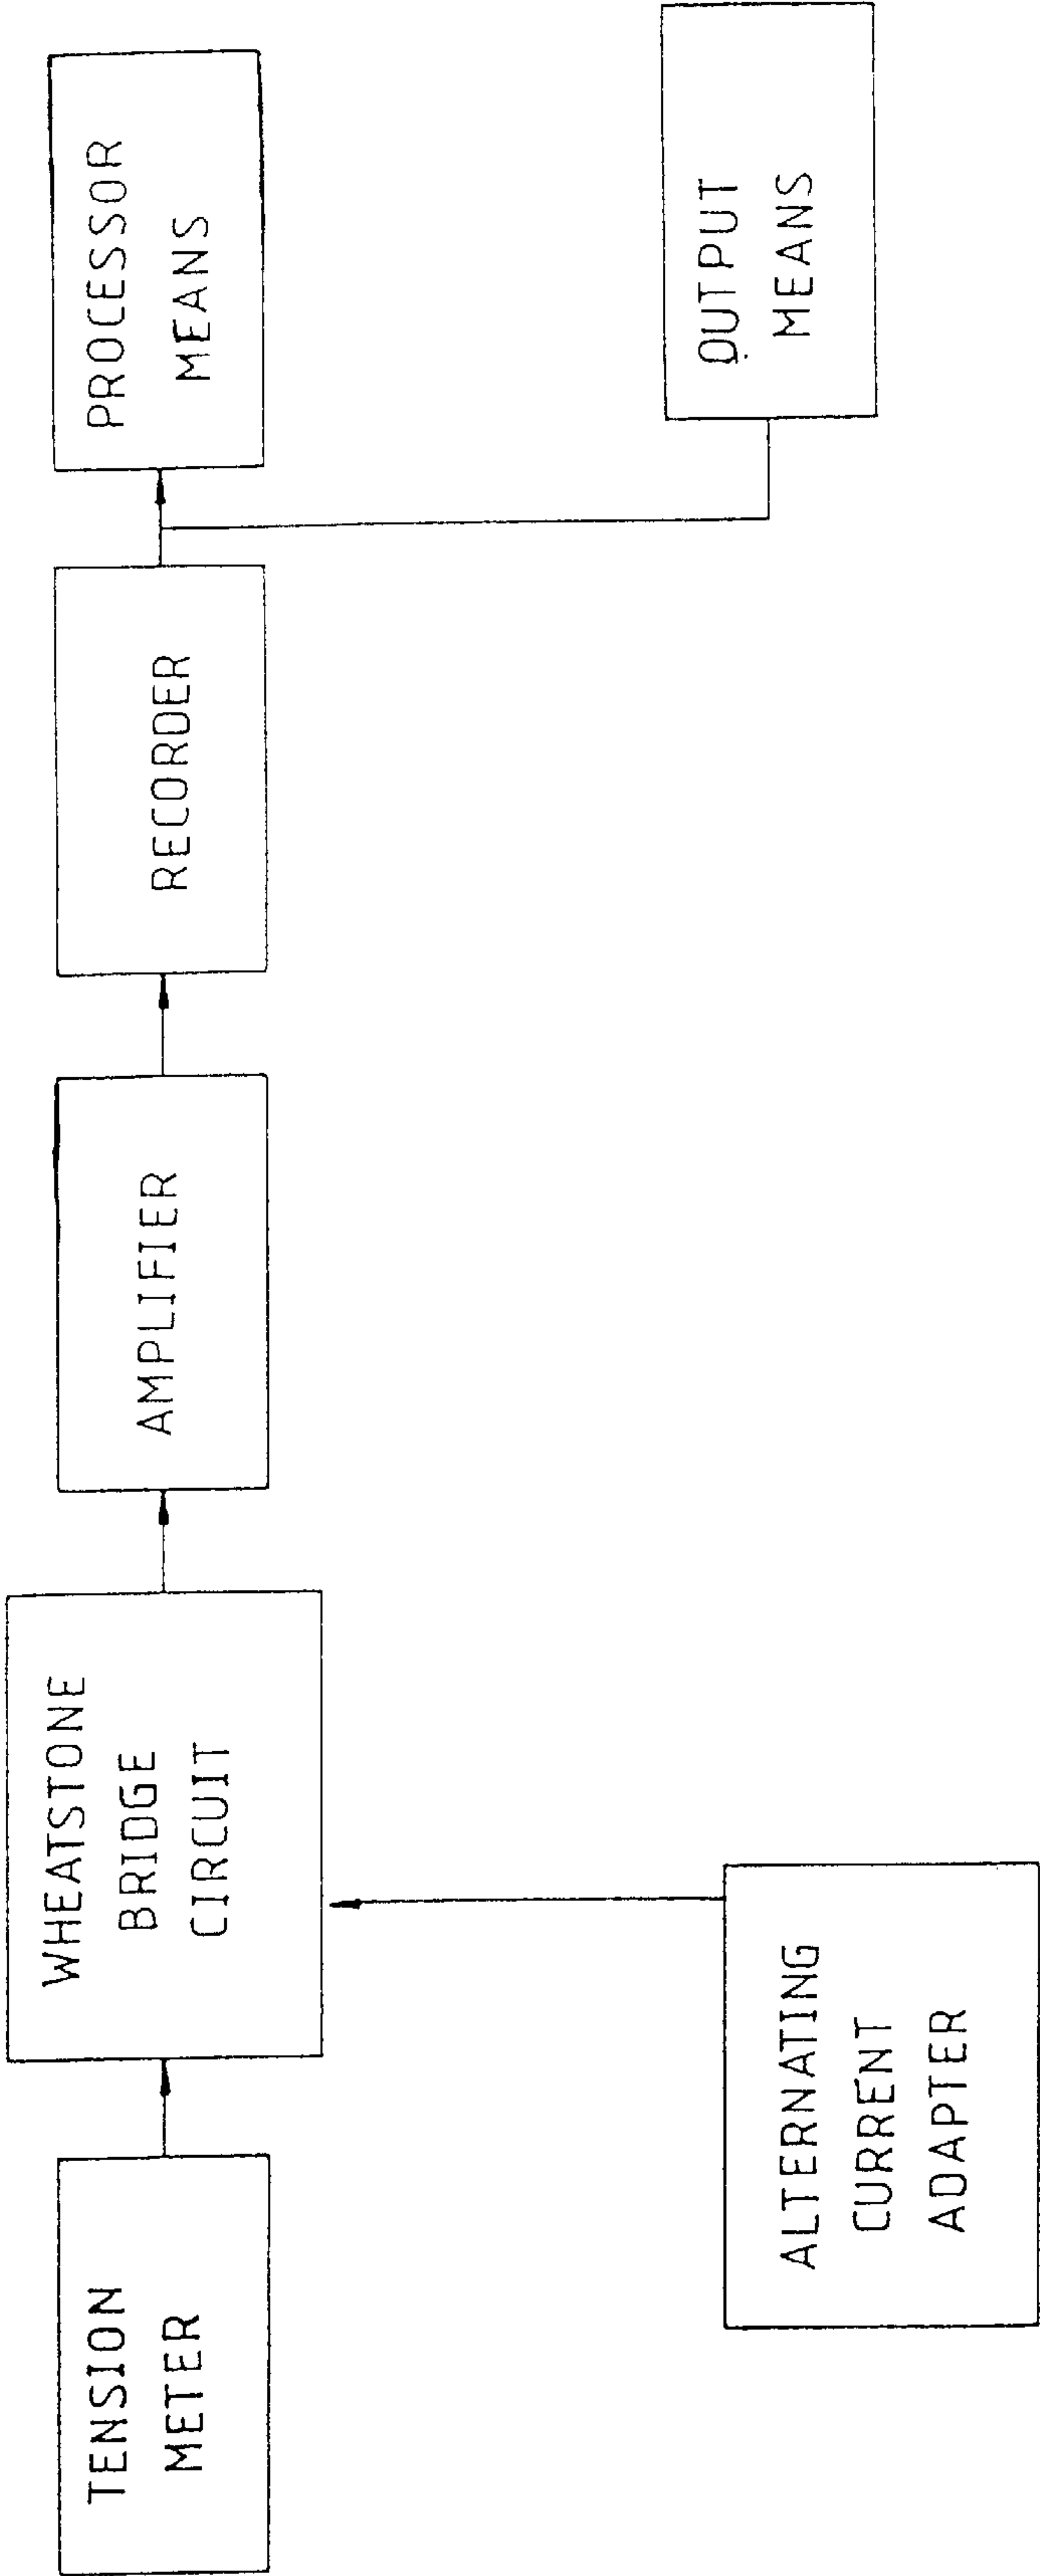 TENSION
METER
WHEATSTONE
BRIDGE
CIRCUIT
AMPLIFIER
RECORDER
PROCESSOR
MEANS
ALTERNATING
CURRENT
ADAPTER
OUTPUT
MEANS